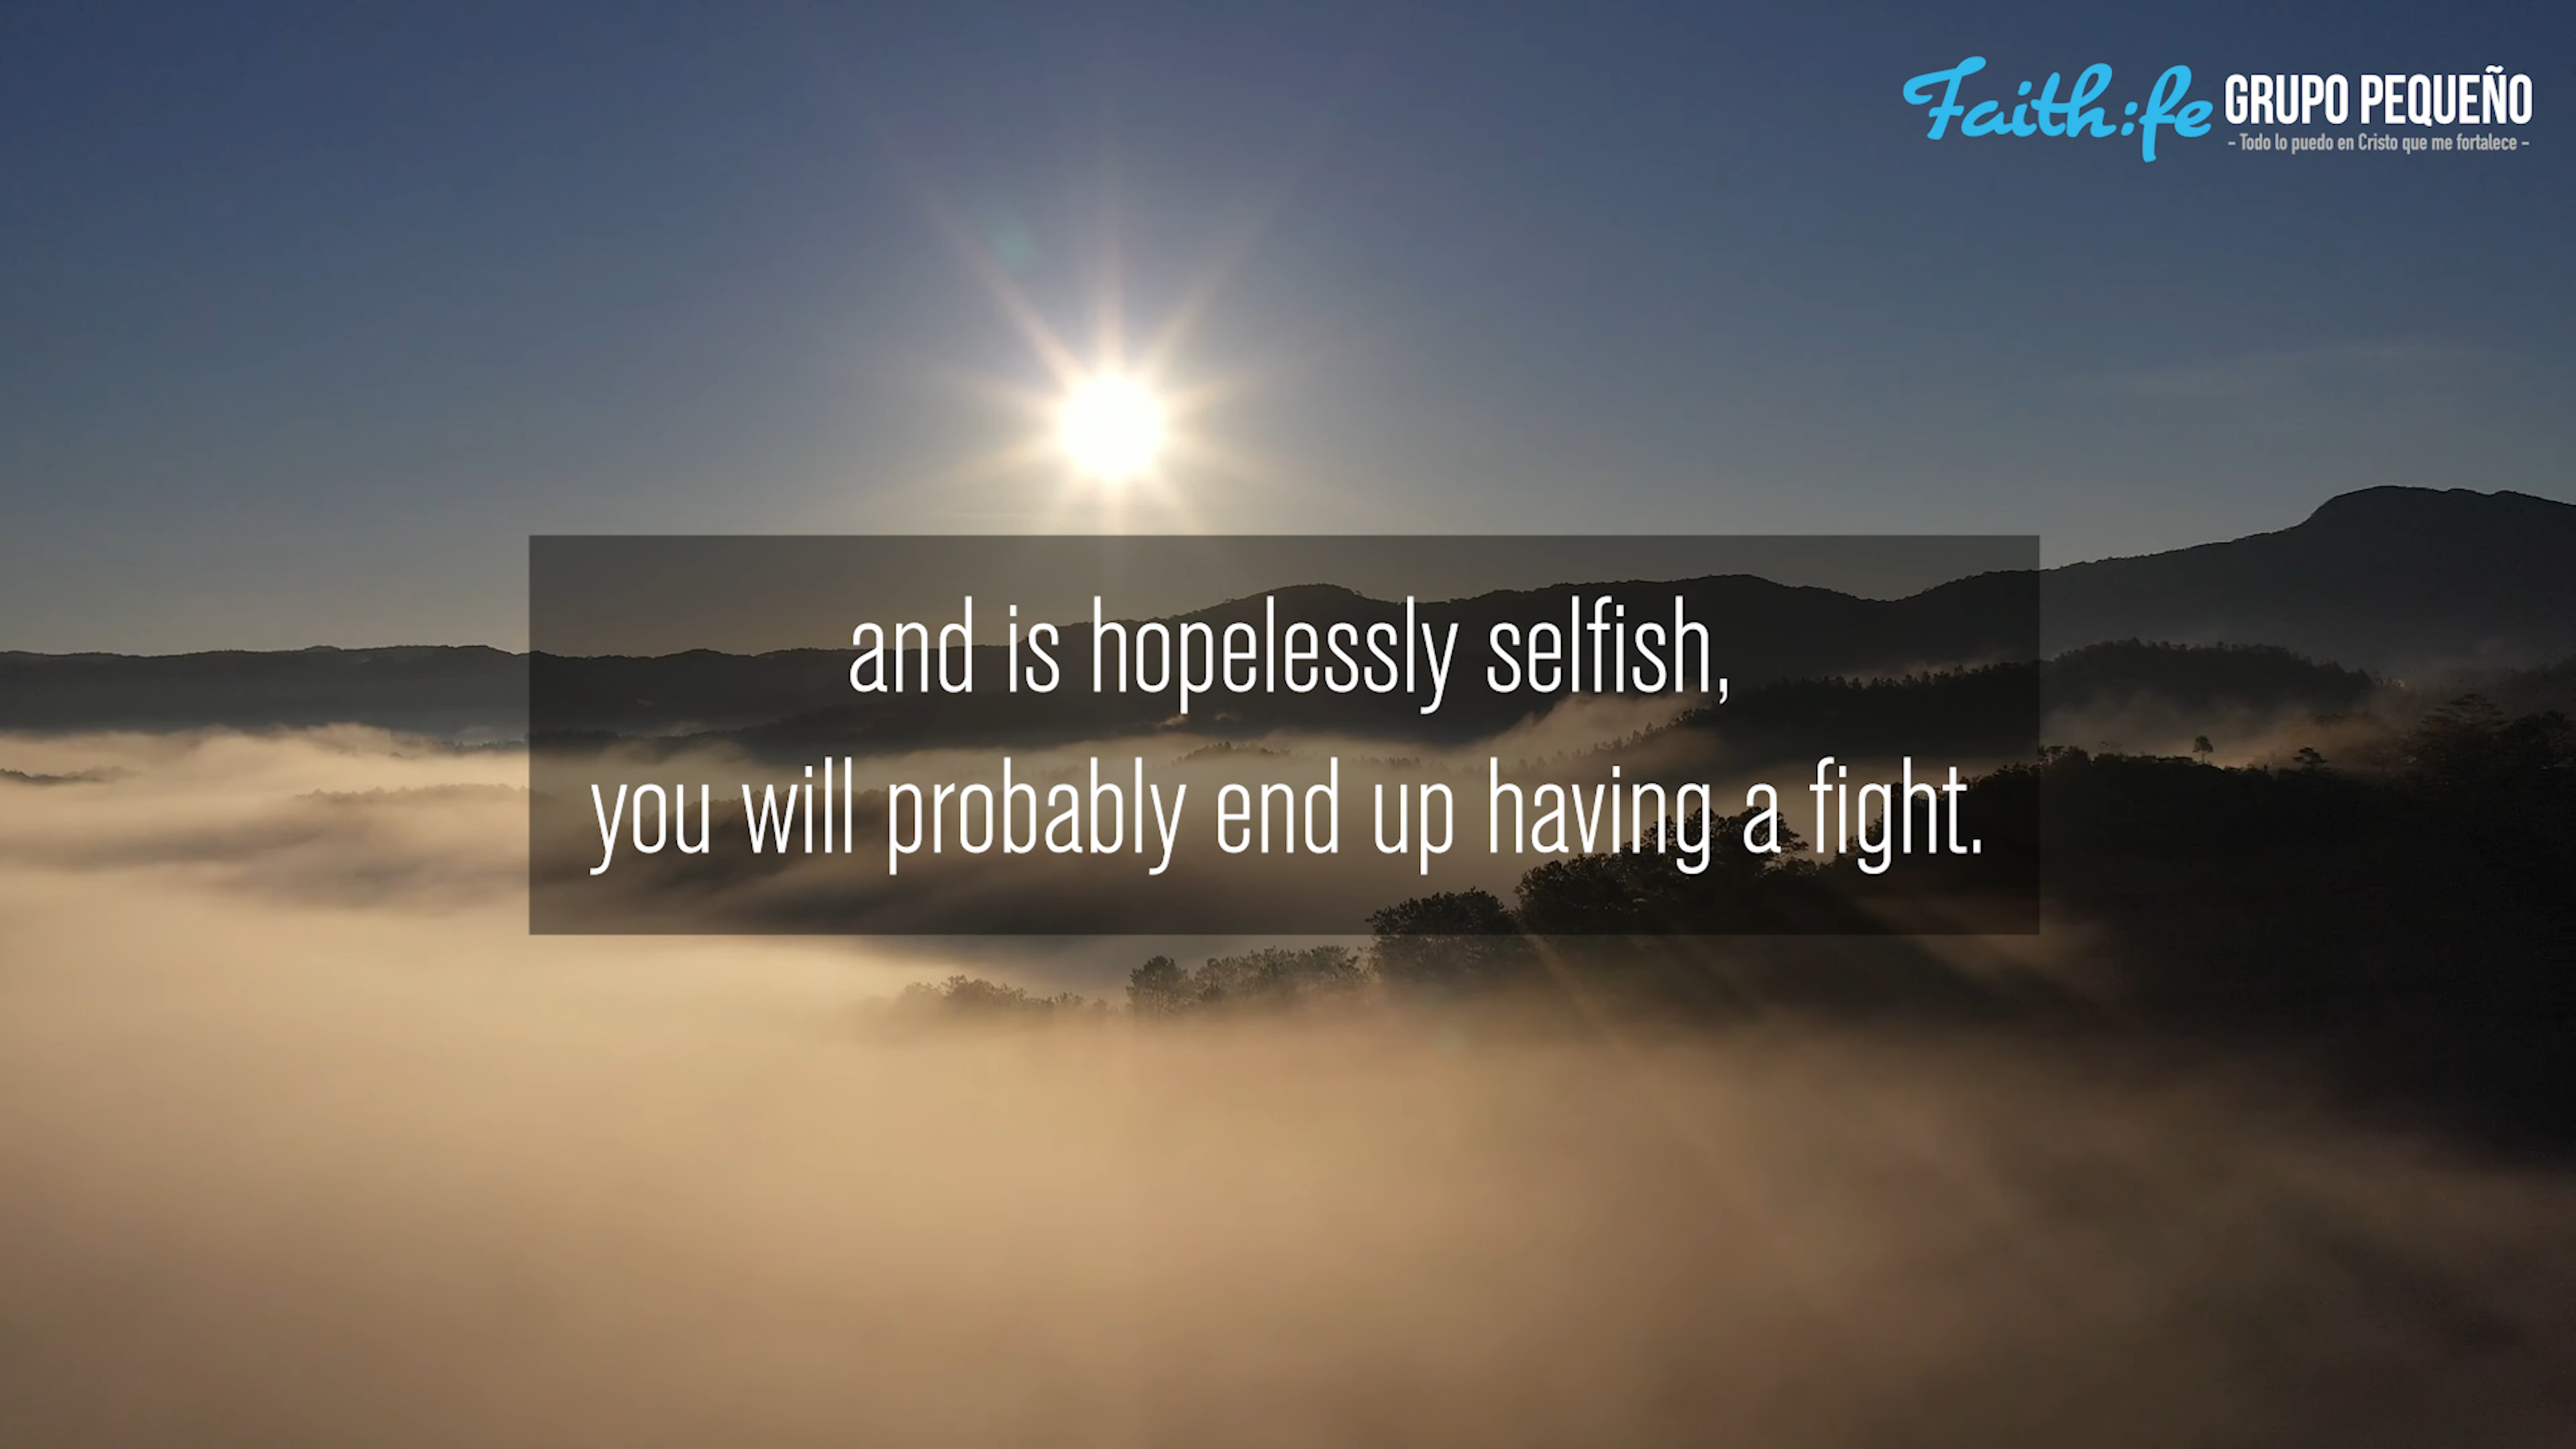 Faith:fe GRUPO PEQUEÑO
- Todo lo puedo en Cristo que me fortalece -
and is hopelessly selfish,
you will probably end up having a fight.